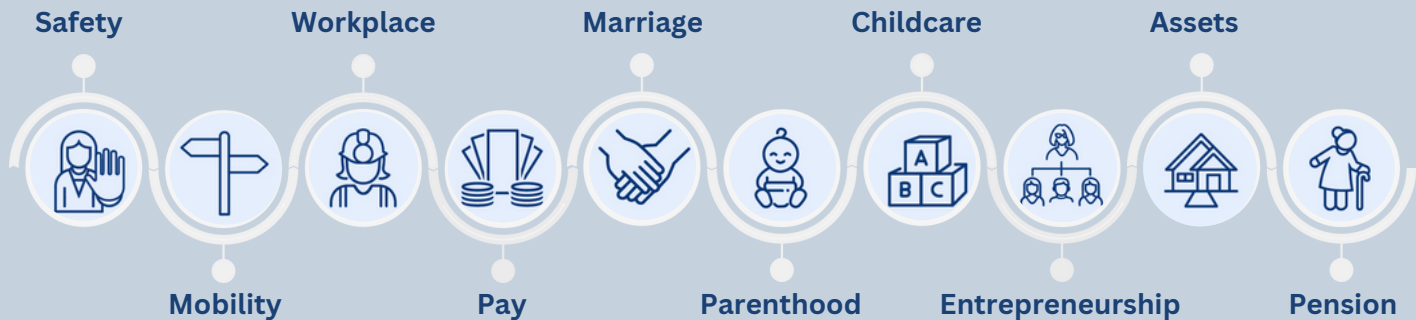 Safety
Workplace
Marriage
Childcare
Assets
A
B C
Mobility
Pay
Parenthood
Entrepreneurship
Pension